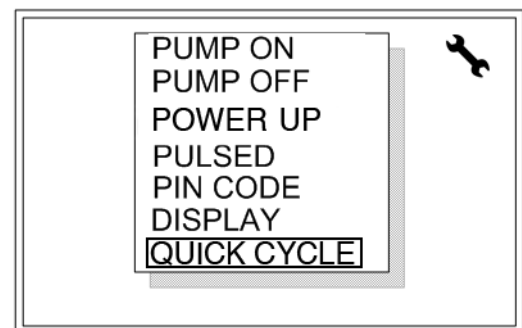 PUMP ON
PUMP OFF
POWER UP
PULSED
PIN CODE
DISPLAY
QUICK CYCLE